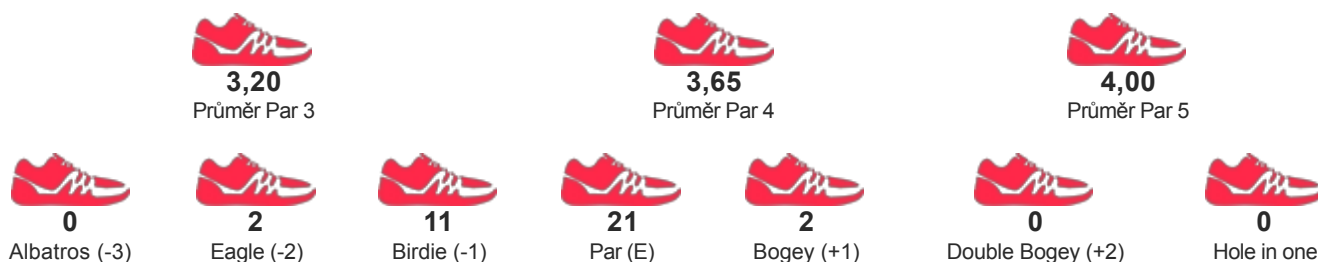 3,20 3,65 4,00
Průměr Par 3 Průměr Par 4 Průměr Par 5
0 2 11 21 2 0 0
Albatros (-3) Eagle (-2) Birdie (-1) Par (E) Bogey (+1) Double Bogey (+2) Hole in one